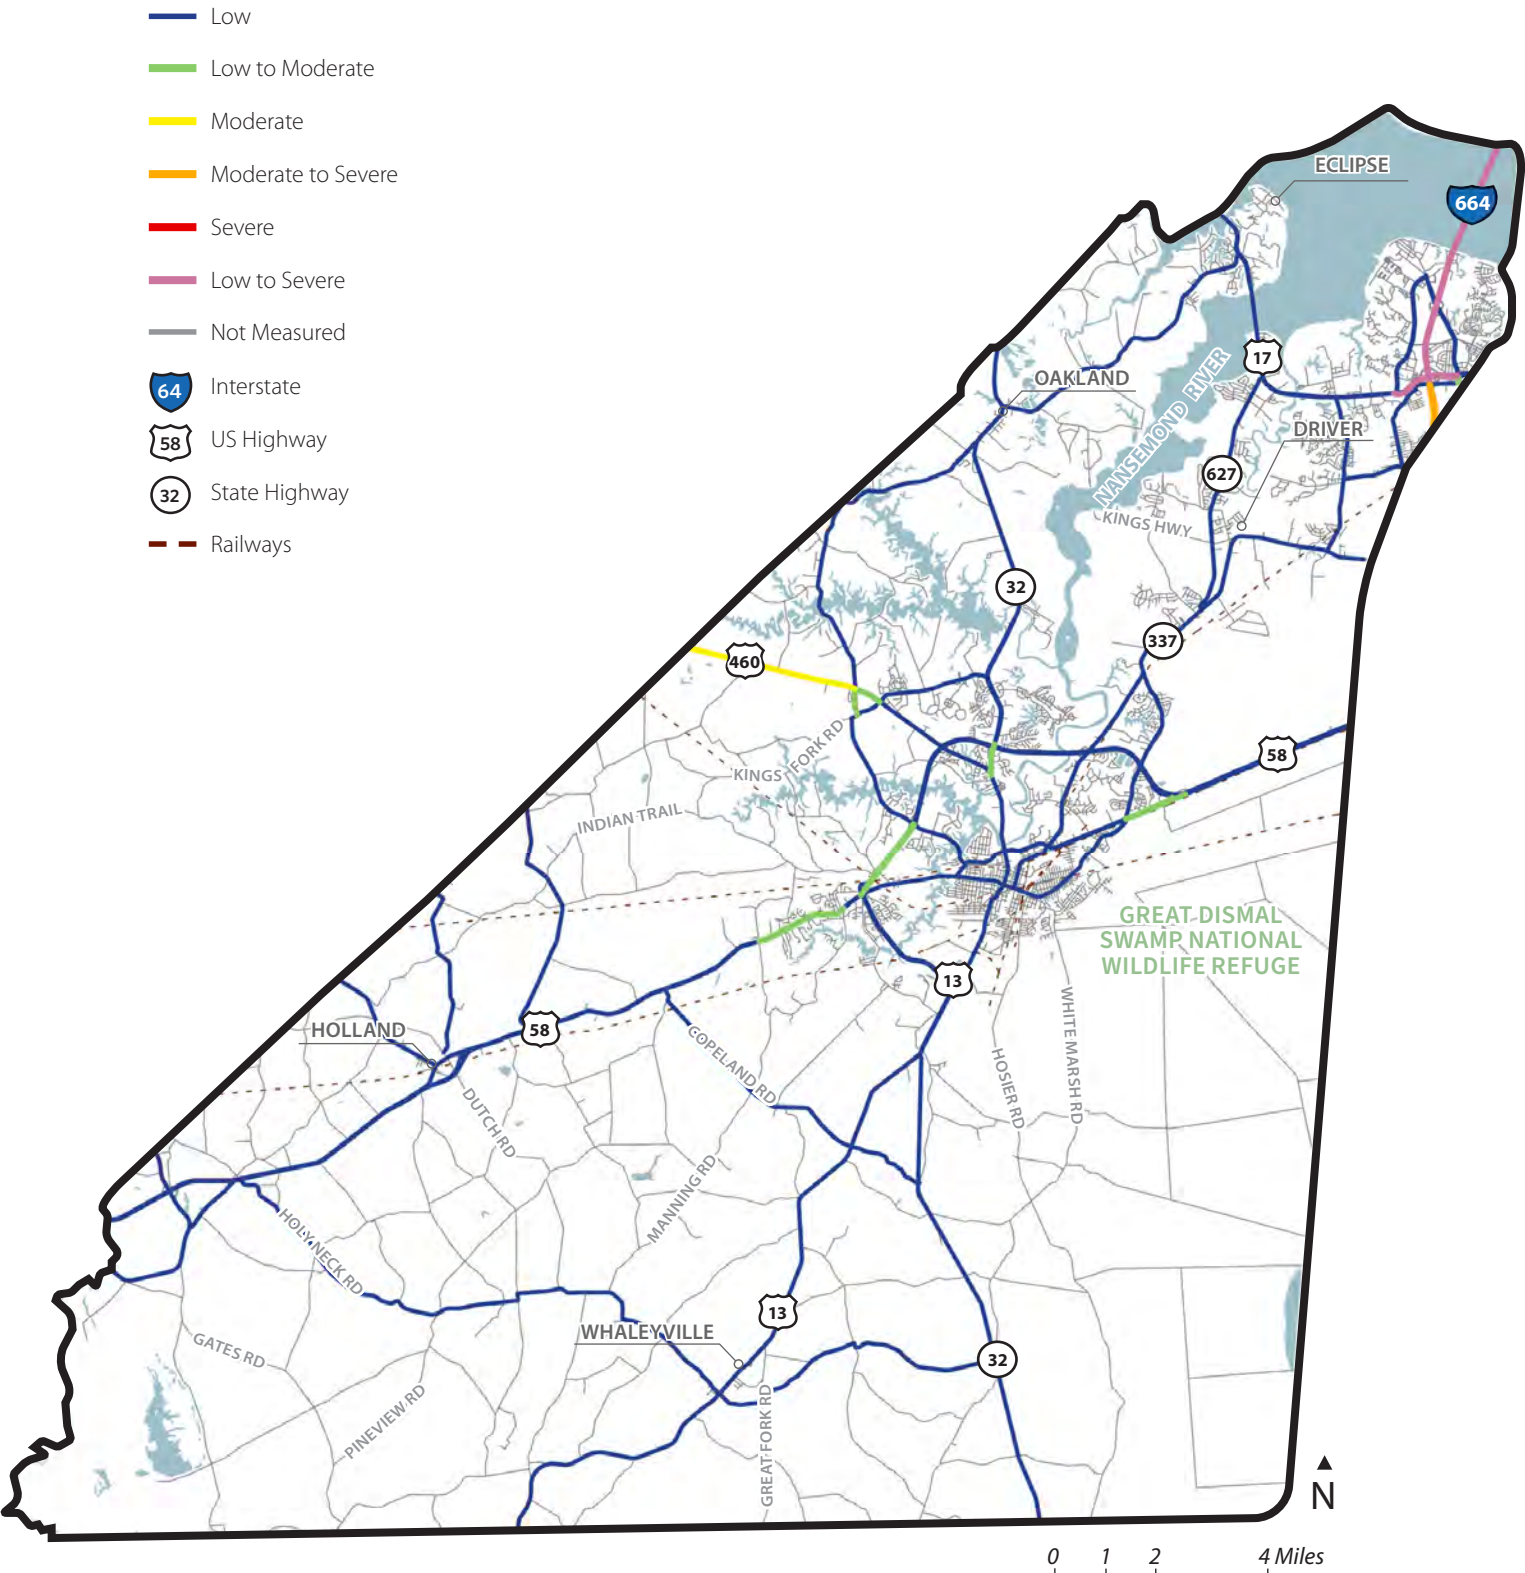 Low
Low to Moderate
Moderate
Moderate to Severe
Severe
Low to Severe
Not Measured
64 Interstate
58 US Highway
32 State Highway
Railways
ECLIPSE
664
17
OAKLAND
NANSEMOND RIVER
DRIVER
627
KINGS HWY
32
337
460
KINGS FORK RD
58
INDIAN TRAIL
GREAT DISMAL
SWAMP NATIONAL
WILDLIFE REFUGE
13
HOLLAND
58
COPELAND RD
WHITE MARSH RD
HOSIER RD
DUTCH RD
MANNING RD
HOLY NECK RD
13
WHALEYVILLE
GATES RD
32
PINEVIEW RD
GREAT FORK RD
N
0 1 2 4 Miles